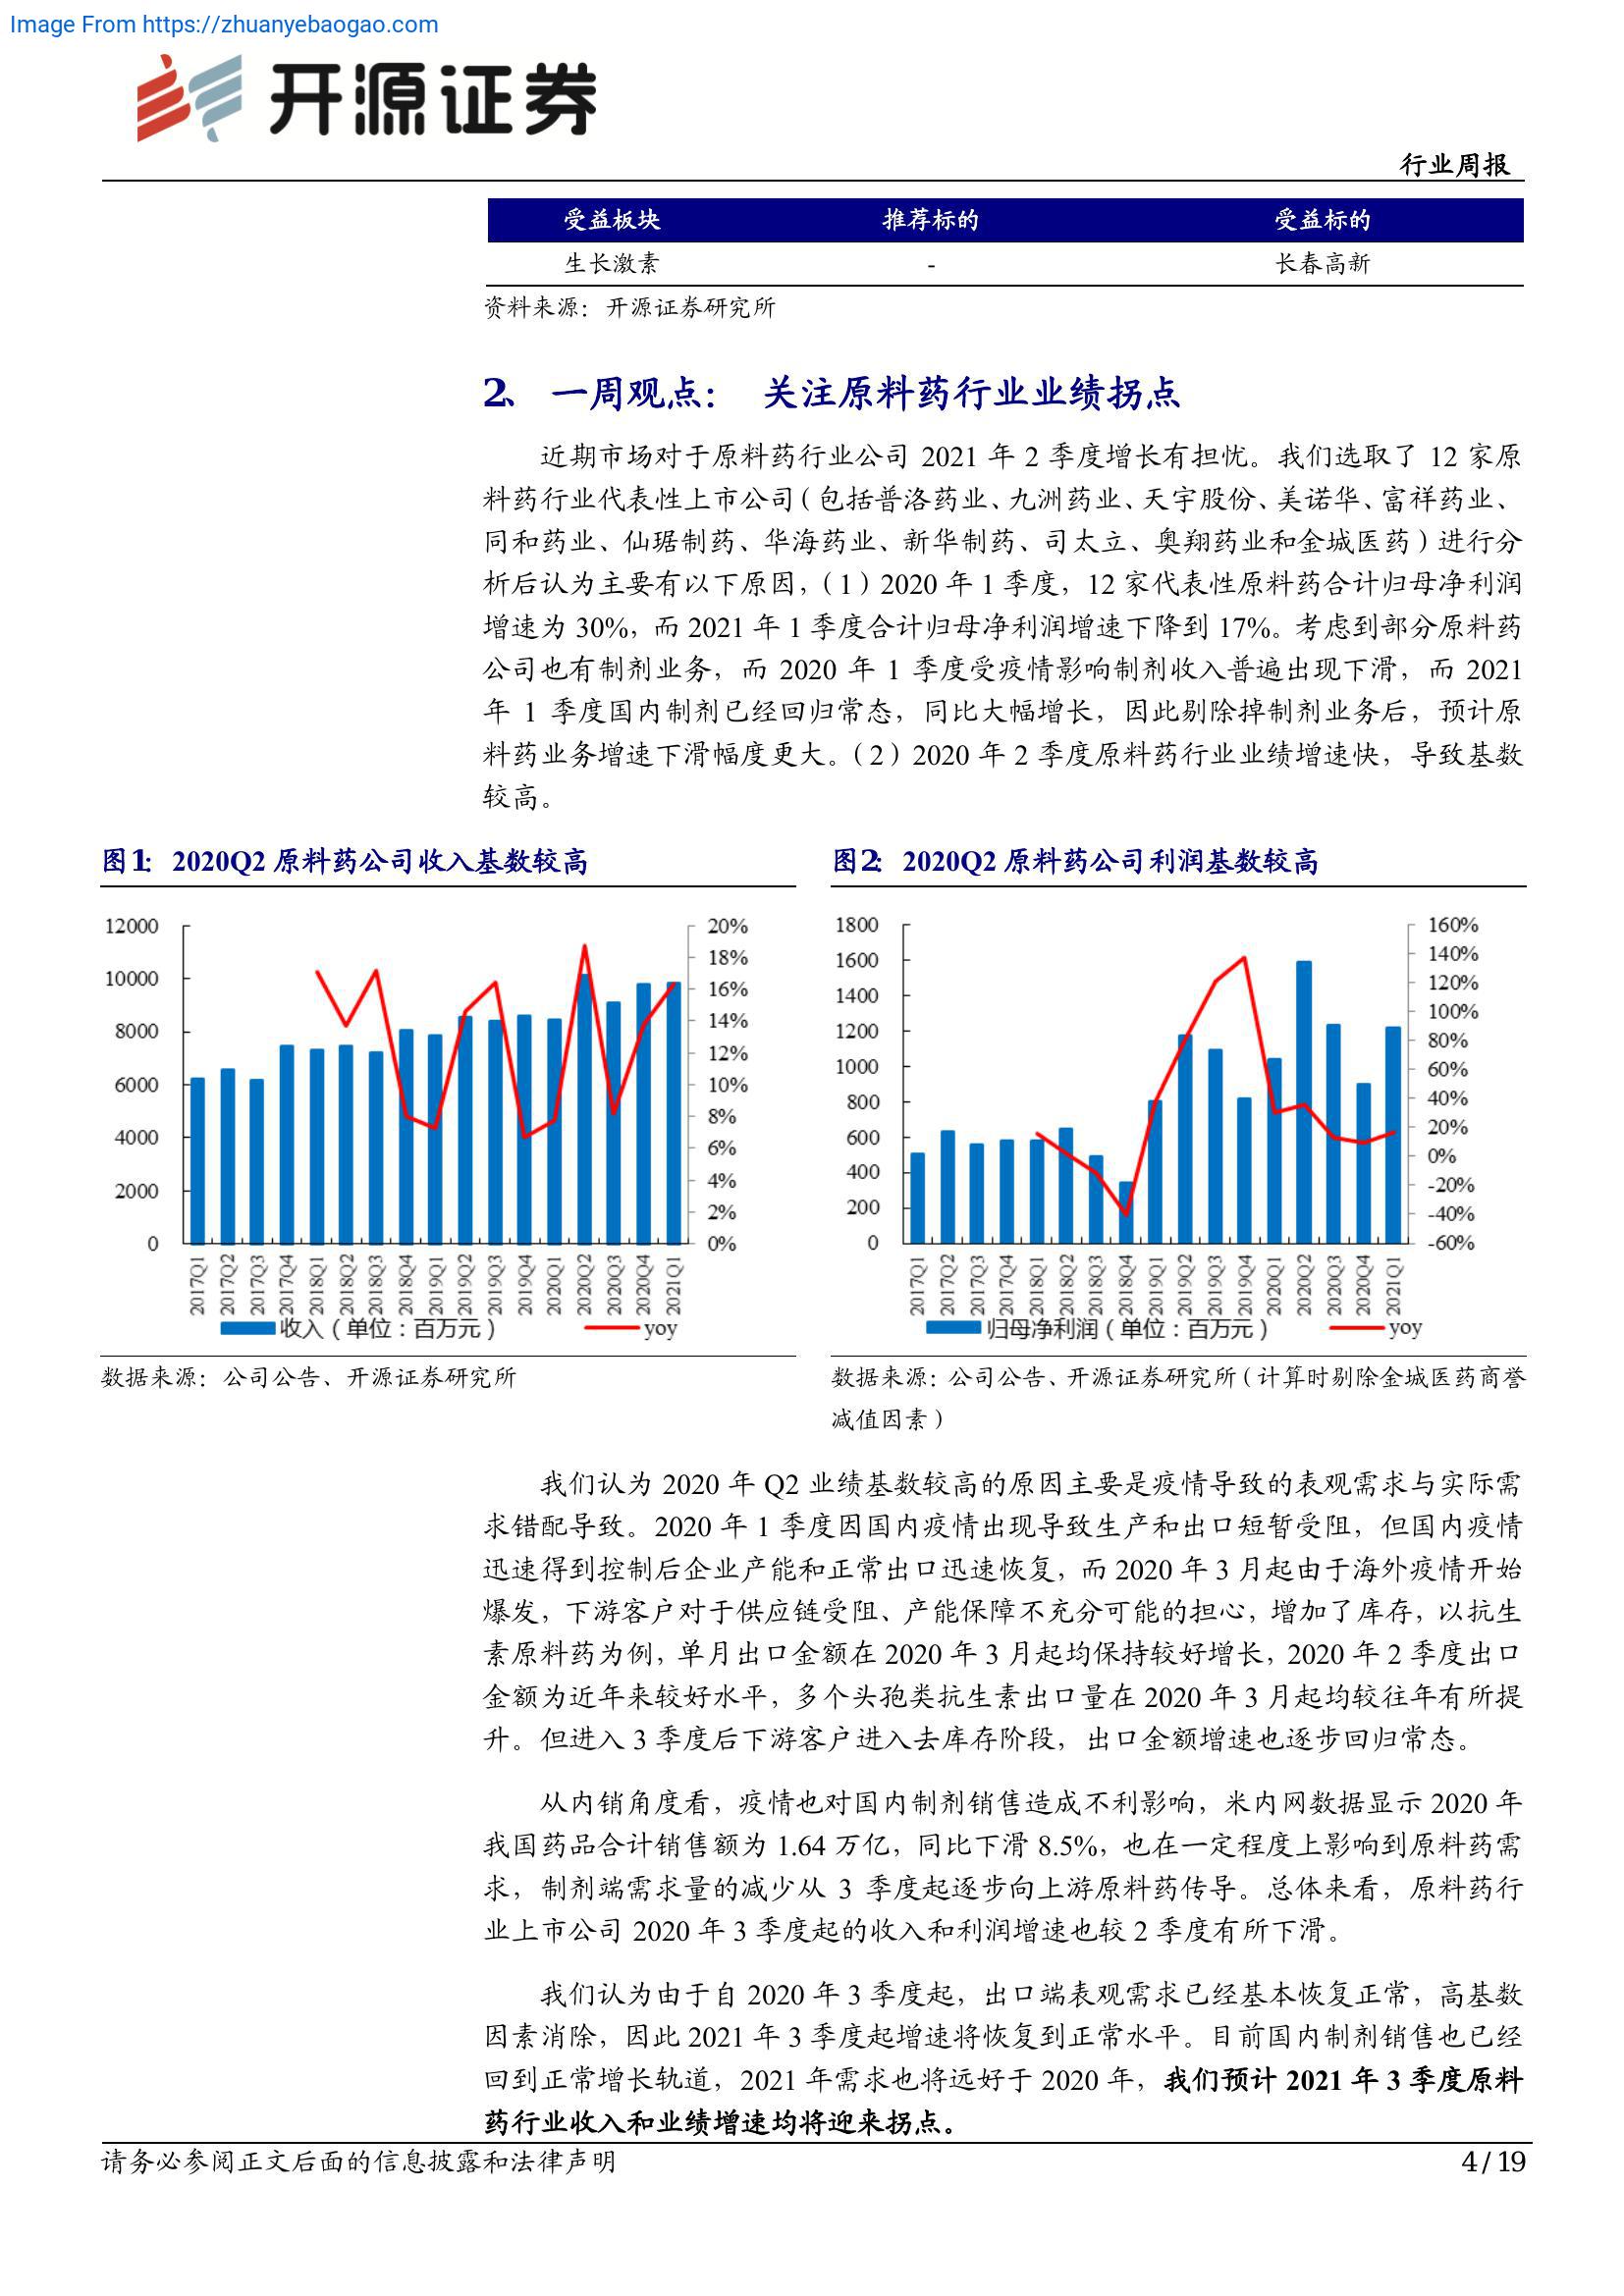 Image From https://zhuanyebaogao.com
开源证券
行业周报
受益板块 推荐标的 受益标的
生长激素 - 长春高新
资料来源：开源证券研究所
2、 一周观点： 关注原料药行业业绩拐点
近期市场对于原料药行业公司 2021 年 2 季度增长有担忧。我们选取了 12 家原
料药行业代表性上市公司（包括普洛药业、九洲药业、天宇股份、美诺华、富祥药业、
同和药业、仙琚制药、华海药业、新华制药、司太立、奥翔药业和金城医药）进行分
析后认为主要有以下原因，（1）2020 年 1 季度，12 家代表性原料药合计归母净利润
增速为 30%，而 2021 年 1 季度合计归母净利润增速下降到 17%。考虑到部分原料药
公司也有制剂业务，而 2020 年 1 季度受疫情影响制剂收入普遍出现下滑，而 2021
年 1 季度国内制剂已经回归常态，同比大幅增长，因此剔除掉制剂业务后，预计原
料药业务增速下滑幅度更大。（2）2020 年 2 季度原料药行业业绩增速快，导致基数
较高。
图1： 2020Q2 原料药公司收入基数较高
12000
10000
8000
6000
4000
2000
0
20%
18%
16%
14%
12%
10%
8%
6%
4%
2%
0%
2017Q1 2017Q2 2017Q3 2017Q4 2018Q1 2018Q2 2018Q3 2018Q4 2019Q1 2019Q2 2019Q3 2019Q4 2020Q1 2020Q2 2020Q3 2020Q4 2021Q1
收入（单位：百万元） yoy
数据来源：公司公告、开源证券研究所
图2： 2020Q2 原料药公司利润基数较高
1800
1600
1400
1200
1000
800
600
400
200
0
160%
140%
120%
100%
80%
60%
40%
20%
0%
-20%
-40%
-60%
2017Q1 2017Q2 2017Q3 2017Q4 2018Q1 2018Q2 2018Q3 2018Q4 2019Q1 2019Q2 2019Q3 2019Q4 2020Q1 2020Q2 2020Q3 2020Q4 2021Q1
归母净利润（单位：百万元） yoy
数据来源：公司公告、开源证券研究所（计算时剔除金城医药商誉
减值因素）
我们认为 2020 年 Q2 业绩基数较高的原因主要是疫情导致的表观需求与实际需
求错配导致。2020 年 1 季度因国内疫情出现导致生产和出口短暂受阻，但国内疫情
迅速得到控制后企业产能和正常出口迅速恢复，而 2020 年 3 月起由于海外疫情开始
爆发，下游客户对于供应链受阻、产能保障不充分可能的担心，增加了库存，以抗生
素原料药为例，单月出口金额在 2020 年 3 月起均保持较好增长，2020 年 2 季度出口
金额为近年来较好水平，多个头孢类抗生素出口量在 2020 年 3 月起均较往年有所提
升。但进入 3 季度后下游客户进入去库存阶段，出口金额增速也逐步回归常态。
从内销角度看，疫情也对国内制剂销售造成不利影响，米内网数据显示 2020 年
我国药品合计销售额为 1.64 万亿，同比下滑 8.5%，也在一定程度上影响到原料药需
求，制剂端需求量的减少从 3 季度起逐步向上游原料药传导。总体来看，原料药行
业上市公司 2020 年 3 季度起的收入和利润增速也较 2 季度有所下滑。
我们认为由于自 2020 年 3 季度起，出口端表观需求已经基本恢复正常，高基数
因素消除，因此 2021 年 3 季度起增速将恢复到正常水平。目前国内制剂销售也已经
回到正常增长轨道，2021 年需求也将远好于 2020 年，我们预计 2021 年 3 季度原料
药行业收入和业绩增速均将迎来拐点。
请务必参阅正文后面的信息披露和法律声明
4 / 19